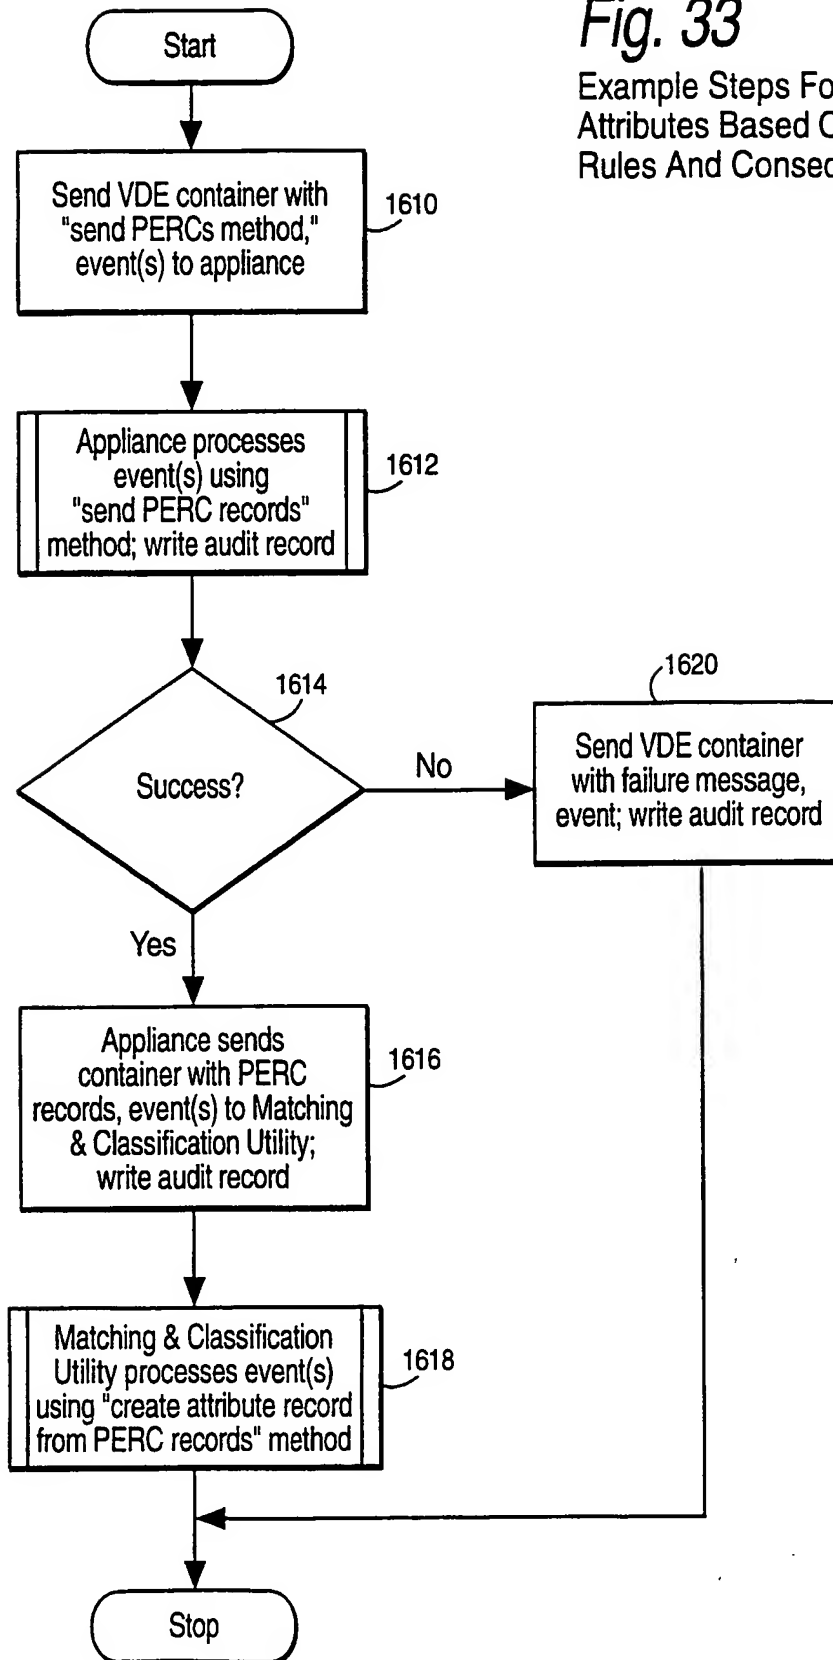 Fig. 33
Example Steps Fo
Attributes Based
Rules And Consec
Start
Send VDE container with
"send PERCs method,"
event(s) to appliance
1610
Appliance processes
event(s) using
"send PERC records"
method; write audit record
1612
1614
Success?
No
Yes
1620
Send VDE container
with failure message,
event; write audit record
Appliance sends
container with PERC
records, event(s) to Matching
& Classification Utility;
write audit record
1616
Matching & Classification
Utility processes event(s)
using "create attribute record
from PERC records" method
1618
Stop